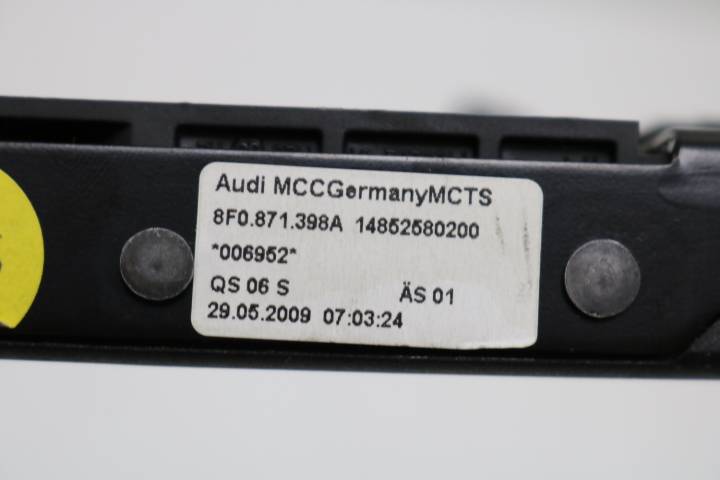 Audi MCCGermanyMCTS
8F0.871.398A 14852580200
*006952*
QS 06 S ÄS 01
29.05.2009 07:03:24